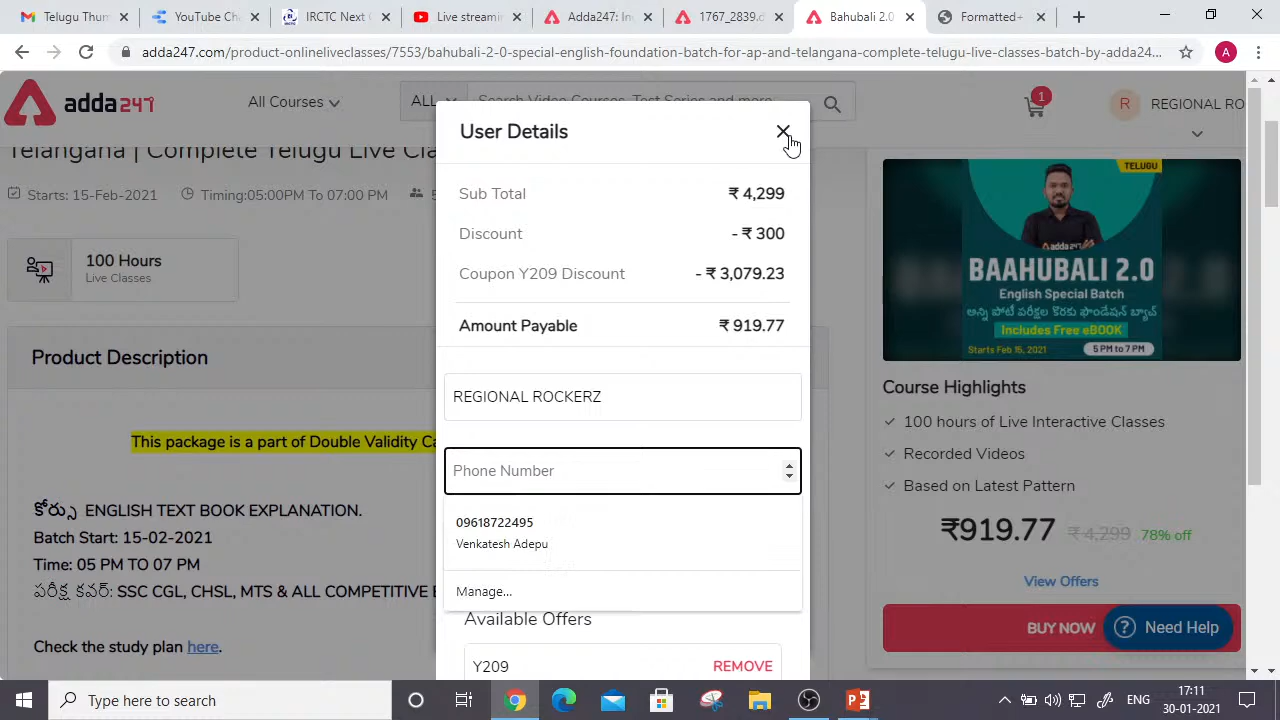 Telugu m
YouTube C
IRCTC Next G
Live streami
Adda247: In
1767_2839.d
Bahubali 2.0
Formatted+
adda247.com/product-onlineliveclasses/7553/bahubali-2-0-special-english-foundation-batch-for-ap-and-telangana-complete-telugu-live-classes-batch-by-adda24...
A
adda247
All Courses
ALL
Search Video Courses, Test Series and more
1
R
REGIONAL RO
Telangana | Complete Telugu Live Cla
Starts: 15-Feb-2021
Timing:05:00PM To 07:00 PM
5
100 Hours
Live Classes
Product Description
This package is a part of Double Validity Ca
కోర్సు ENGLISH TEXT BOOK EXPLANATION.
Batch Start: 15-02-2021
Time: 05 PM TO 07 PM
పరీక్ష కవర్: SSC CGL, CHSL, MTS & ALL COMPETITIVE E
Check the study plan here.
User Details
Sub Total ₹ 4,299
Discount - ₹ 300
Coupon Y209 Discount - ₹ 3,079.23
Amount Payable ₹ 919.77
REGIONAL ROCKERZ
Phone Number
09618722495
Venkatesh Adepu
Manage...
Available Offers
Y209 REMOVE
TELUGU
adda247
BAAHUBALI 2.0
English Special Batch
అన్ని పోటీ పరీక్షల కొరకు ఫౌండేషన్ బ్యాచ్
Includes Free eBOOK
Starts Feb 15, 2021 5 PM to 7 PM
Course Highlights
100 hours of Live Interactive Classes
Recorded Videos
Based on Latest Pattern
₹919.77 ₹ 4,299 78% off
View Offers
BUY NOW
Need Help
Type here to search
ENG
17:11
30-01-2021